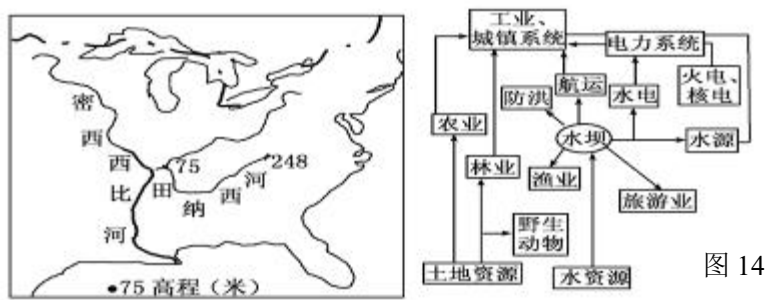 密
西
西
比
河
75
田
纳
西
河
248
•75 高程（米）
工业、
城镇系统
电力系统
防洪
航运
水电
火电、
核电
农业
水坝
水源
林业
渔业
旅游业
野生
动物
土地资源
水资源
图 14